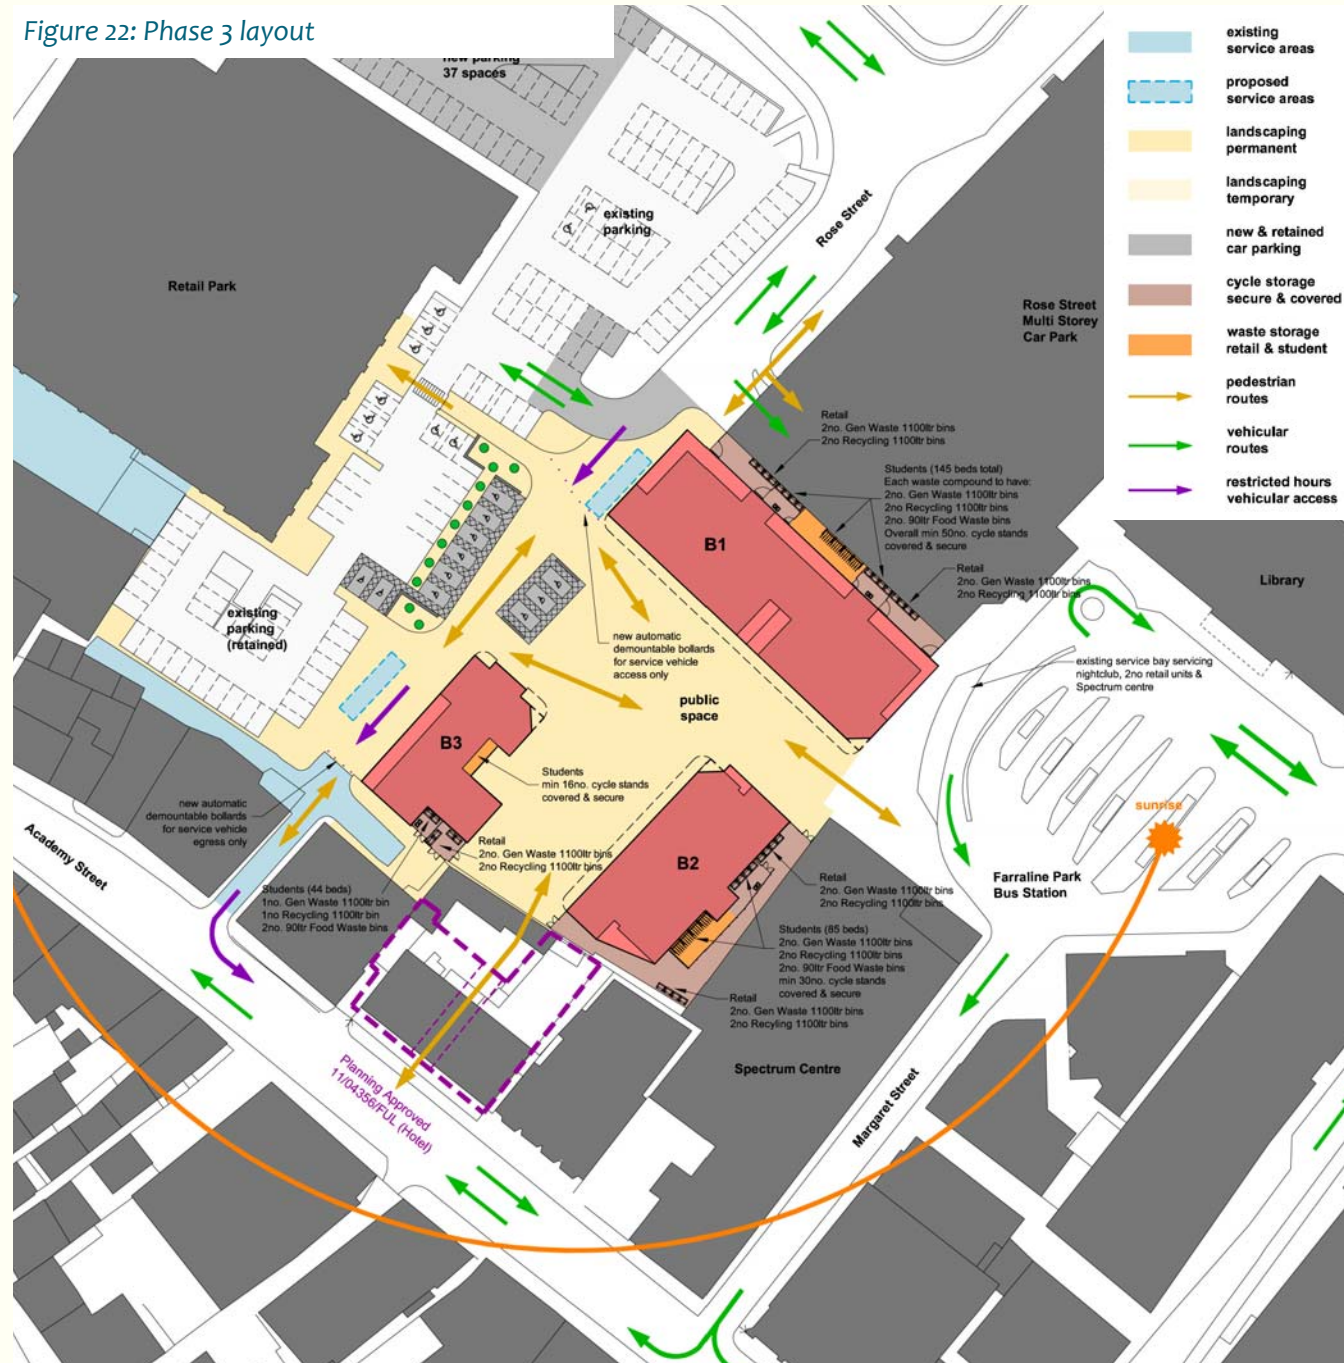 Figure 22: Phase 3 layout
new parking
37 spaces
existing
parking
Rose Street
Retail Park
Rose Street
Multi Storey
Car Park
existing
service areas
proposed
service areas
landscaping
permanent
landscaping
temporary
new & retained
car parking
cycle storage
secure & covered
waste storage
retail & student
pedestrian
routes
vehicular
routes
restricted hours
vehicular access
Retail
2no. Gen Waste 1100ltr bins
2no Recycling 1100ltr bins
Students (145 beds total)
Each waste compound to have:
2no. Gen Waste 1100ltr bins
2no Recycling 1100ltr bins
2no. 90ltr Food Waste bins
Overall min 50no. cycle stands
covered & secure
B1
Retail
2no. Gen Waste 1100ltr bins
2no Recycling 1100ltr bins
Library
existing
parking
(retained)
new automatic
demountable bollards
for service vehicle
access only
existing service bay servicing
nightclub, 2no retail units &
Spectrum centre
public
space
B3
Students
min 16no. cycle stands
covered & secure
new automatic
demountable bollards
for service vehicle
egress only
sunrise
Academy Street
Retail
2no. Gen Waste 1100ltr bins
2no Recycling 1100ltr bins
B2
Retail
2no. Gen Waste 1100ltr bins
2no Recycling 1100ltr bins
Farraline Park
Bus Station
Students (44 beds)
1no. Gen Waste 1100ltr bin
1no Recycling 1100ltr bin
2no. 90ltr Food Waste bins
Students (85 beds)
2no. Gen Waste 1100ltr bins
2no Recycling 1100ltr bins
2no. 90ltr Food Waste bins
min 30no. cycle stands
covered & secure
Retail
2no. Gen Waste 1100ltr bins
2no Recyling 1100ltr bins
Spectrum Centre
Planning Approved
11/04356/FUL (Hotel)
Margaret Street